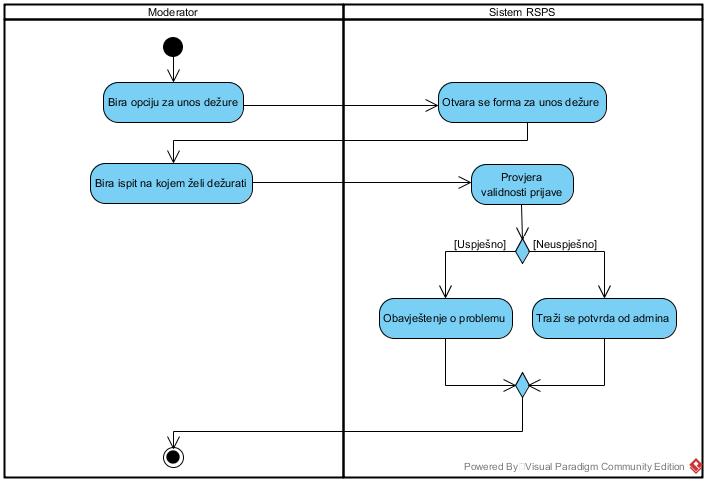 Moderator
Sistem RSPS
Bira opciju za unos dežure
Otvara se forma za unos dežure
Bira ispit na kojem želi dežurati
Provjera
validnosti prijave
[Uspješno]
[Neuspješno]
Obavještenje o problemu
Traži se potvrda od admina
Powered By Visual Paradigm Community Edition